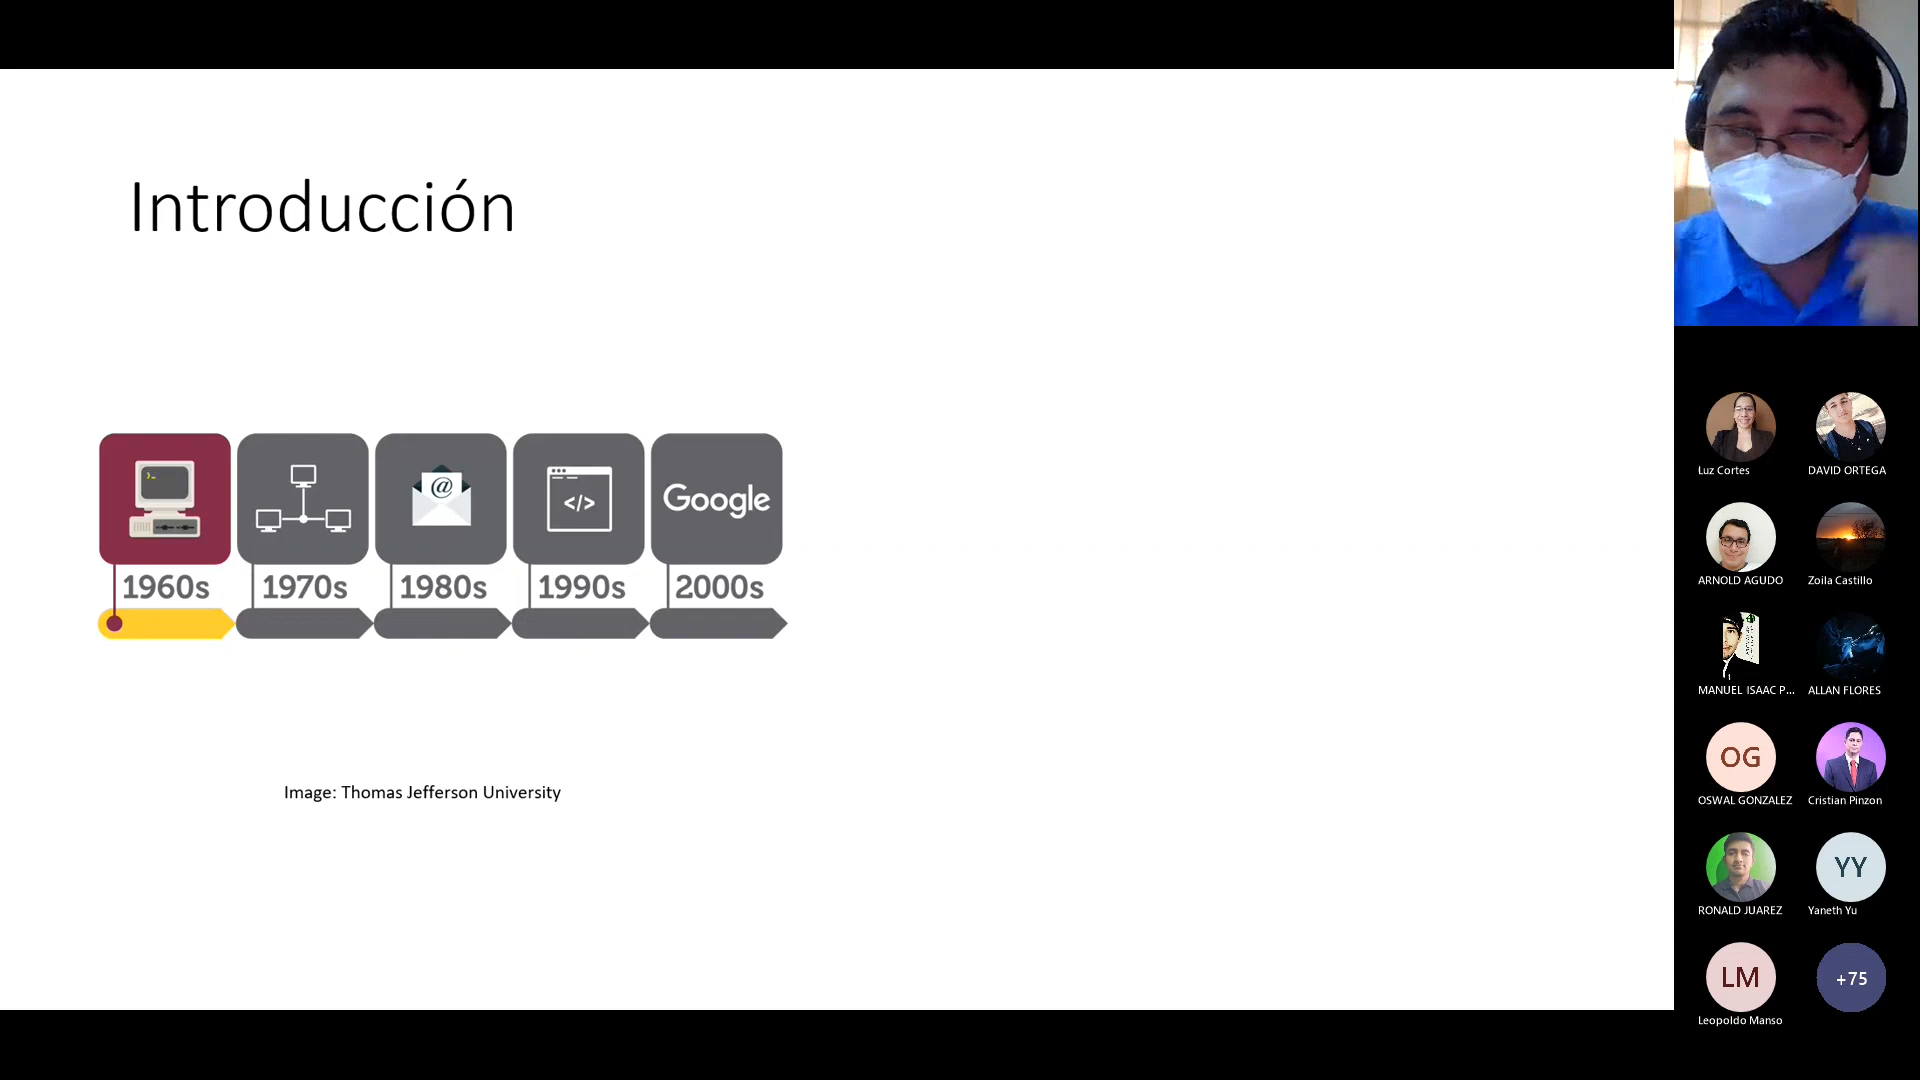 Introducción
Google
1960s 1970s 1980s 1990s 2000s
Image: Thomas Jefferson University
Luz Cortes DAVID ORTEGA
ARNOLD AGUDO Zoila Castillo
MANUEL ISAAC P... ALLAN FLORES
OG
OSWAL GONZALEZ Cristian Pinzon
YY
RONALD JUAREZ Yaneth Yu
LM +75
Leopoldo Manso